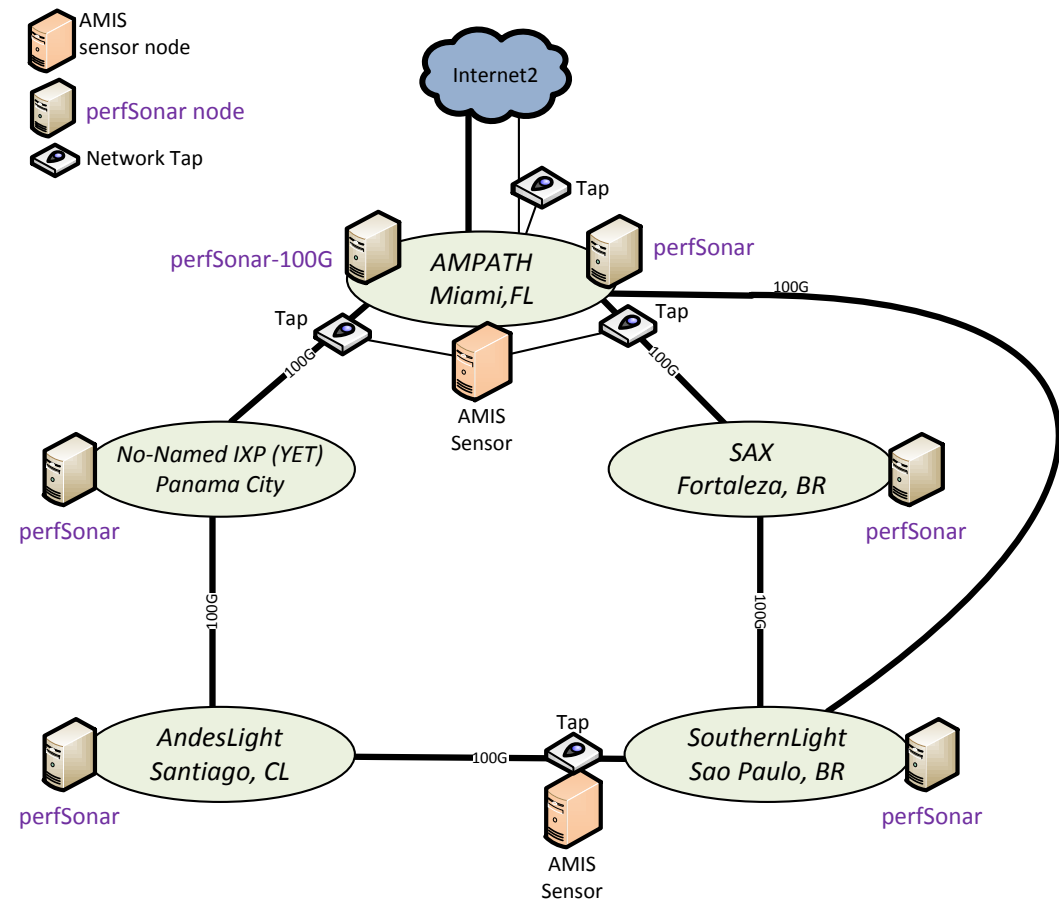 AMIS
sensor node
perfSonar node
Network Tap
Internet2
Tap
perfSonar-100G
AMPATH
Miami,FL
perfSonar
100G
Tap
Tap
100G
100G
AMIS
Sensor
No-Named IXP (YET)
Panama City
SAX
Fortaleza, BR
perfSonar
perfSonar
100G
100G
AndesLight
Santiago, CL
Tap
100G
SouthernLight
Sao Paulo, BR
perfSonar
perfSonar
AMIS
Sensor